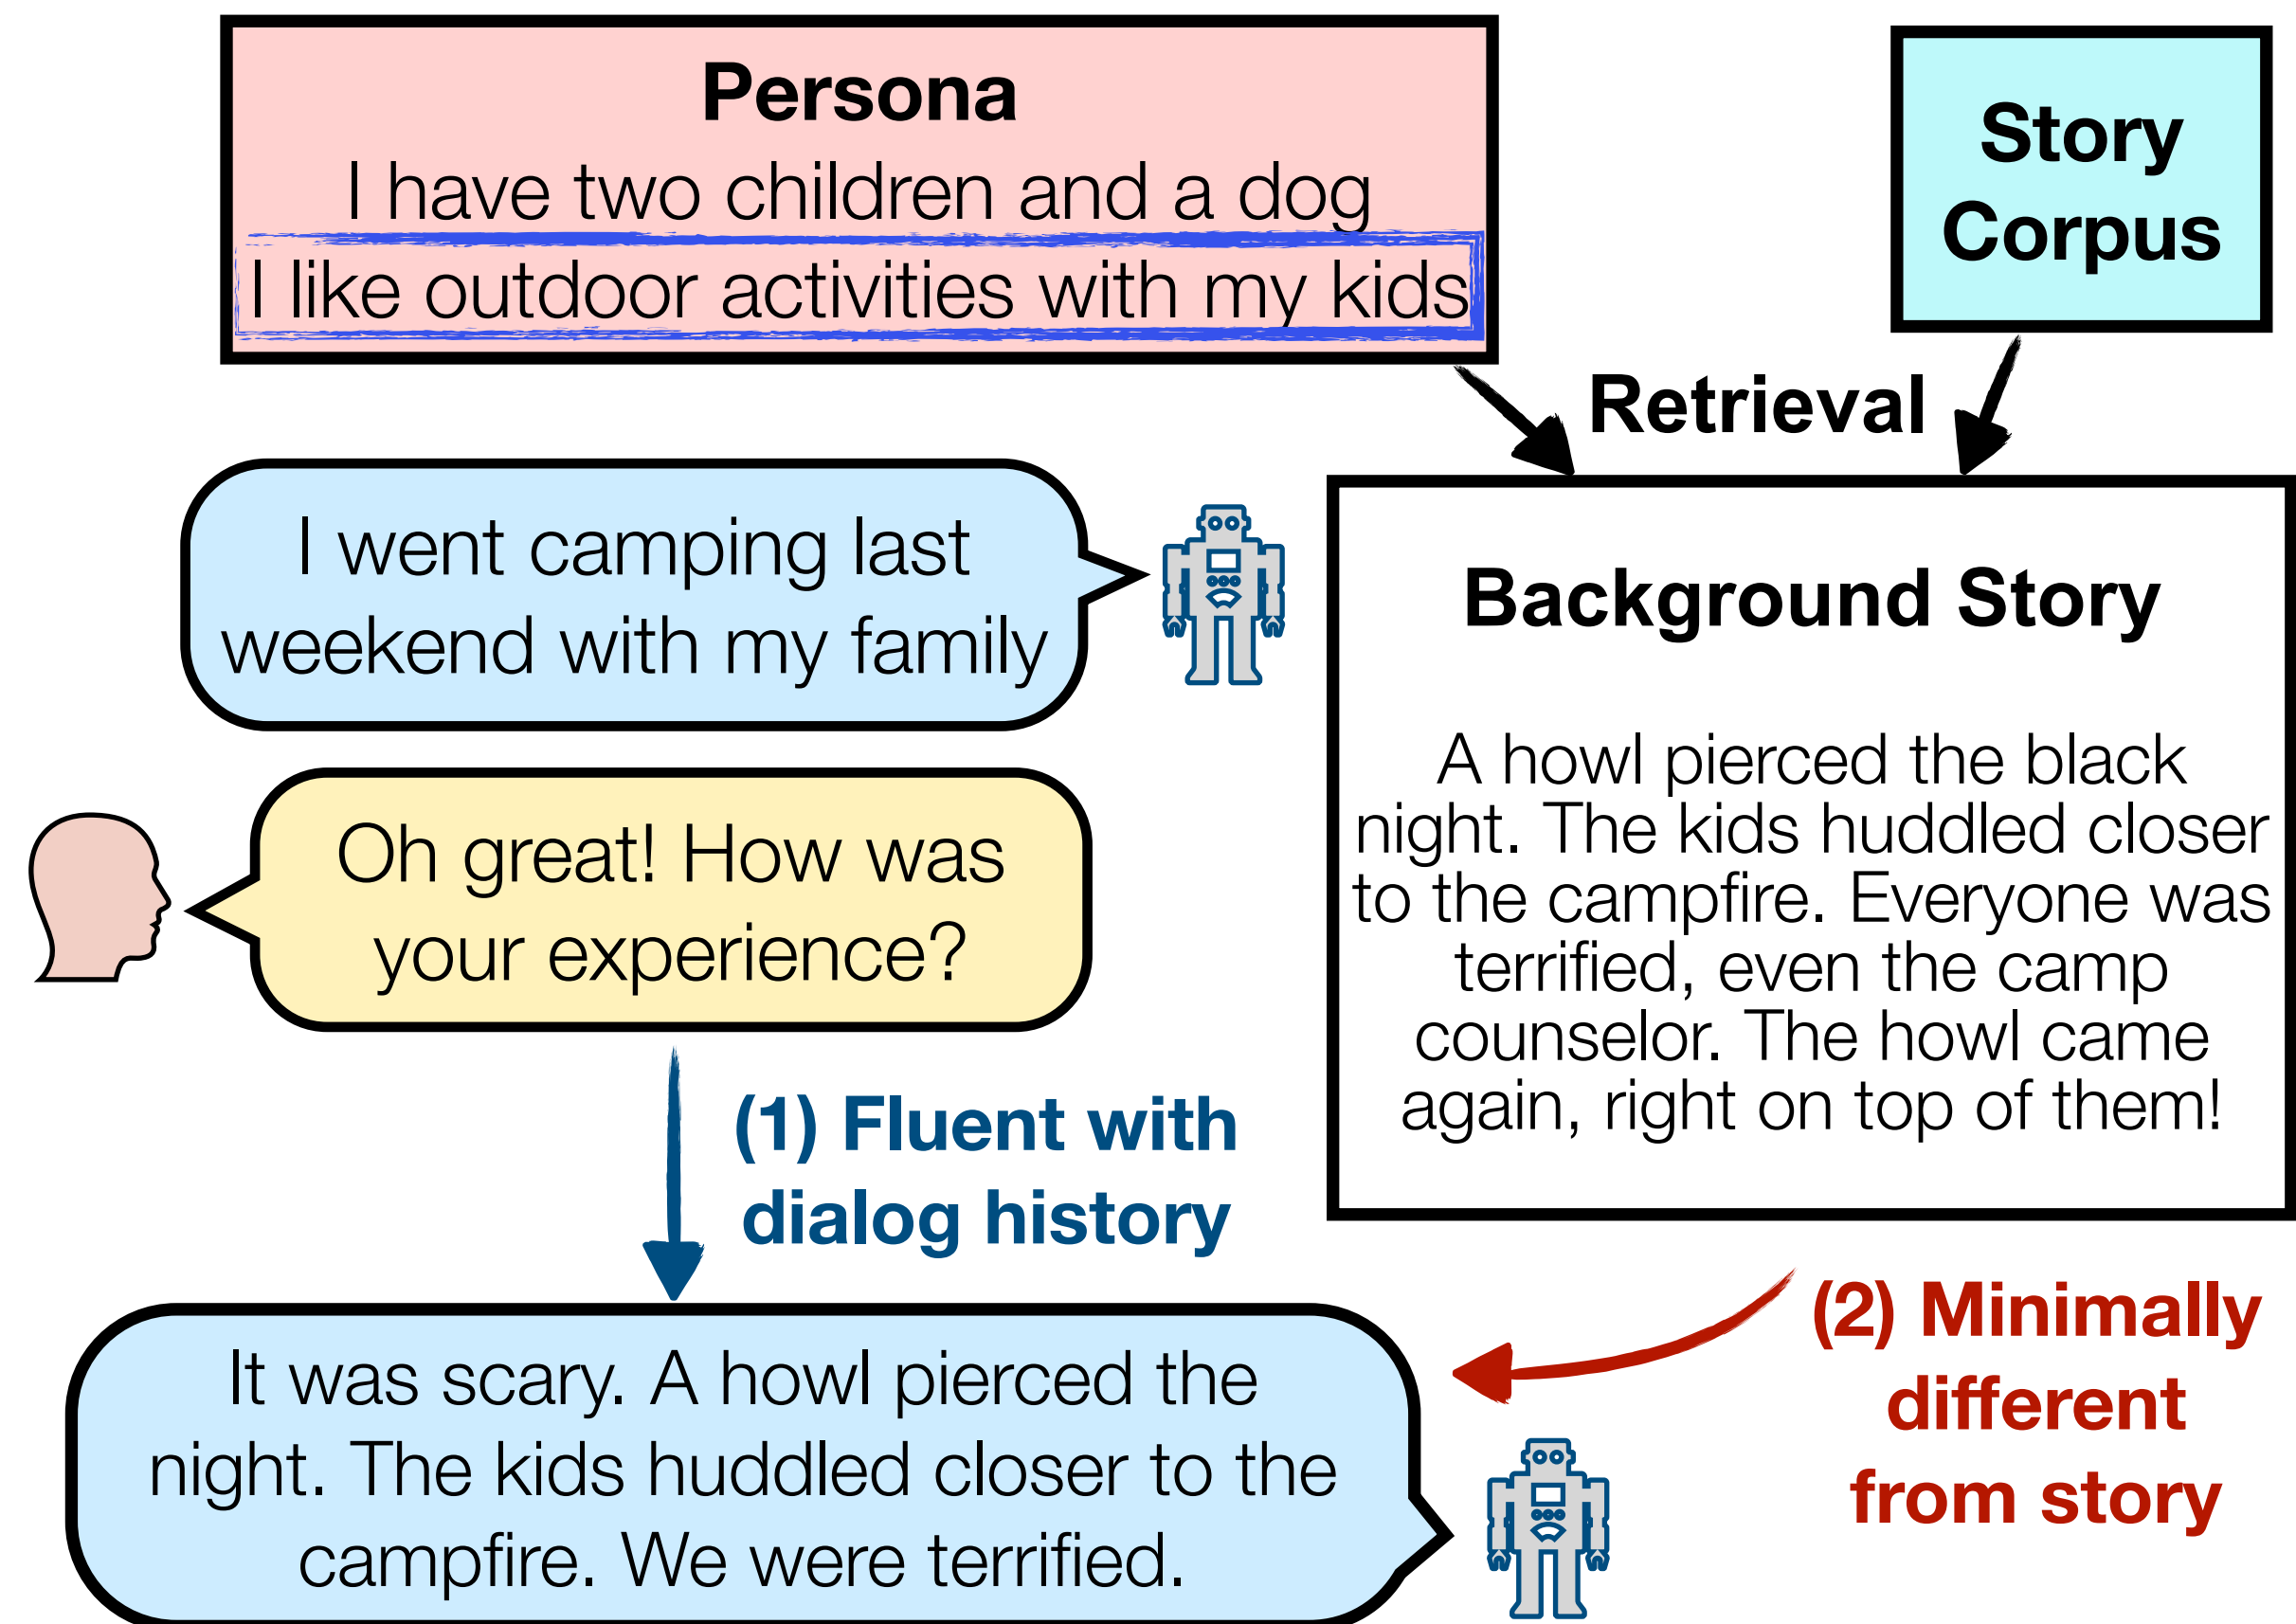 Persona
I have two children and a dog
I like outdoor activities with my kids
Story
Corpus
Retrieval
I went camping last
weekend with my family
Oh great! How was
your experience?
Background Story
A howl pierced the black
night. The kids huddled closer
to the campfire. Everyone was
terrified, even the camp
counselor. The howl came
again, right on top of them!
(1) Fluent with
dialog history
(2) Minimally
different
from story
It was scary. A howl pierced the
night. The kids huddled closer to the
campfire. We were terrified.